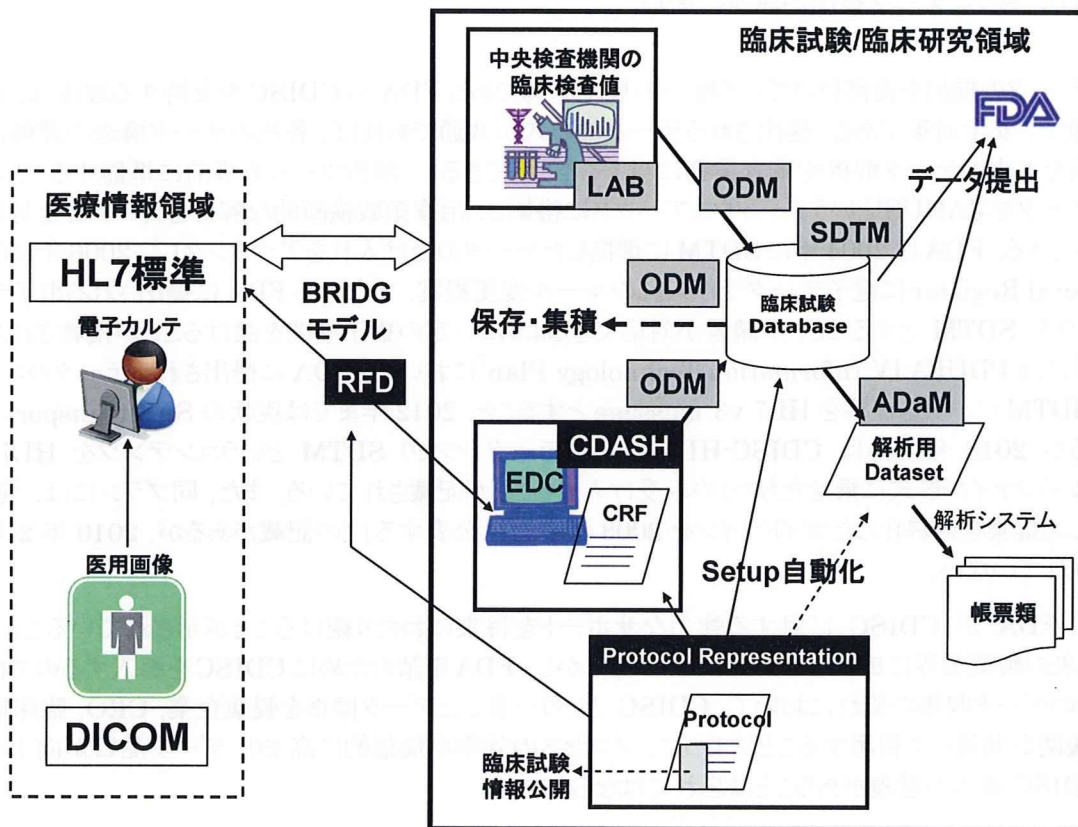 臨床試験/臨床研究領域
中央検査機関の
臨床検査値
LAB
ODM
SDTM
FDA
データ提出
医療情報領域
HL7標準
電子カルテ
医用画像
DICOM
BRIDG
モデル
RFD
ODM
保存・集積
ODM
臨床試験
Database
ADaM
解析用
Dataset
解析システム
帳票類
CDASH
EDC
CRF
Setup自動化
Protocol Representation
Protocol
臨床試験
情報公開